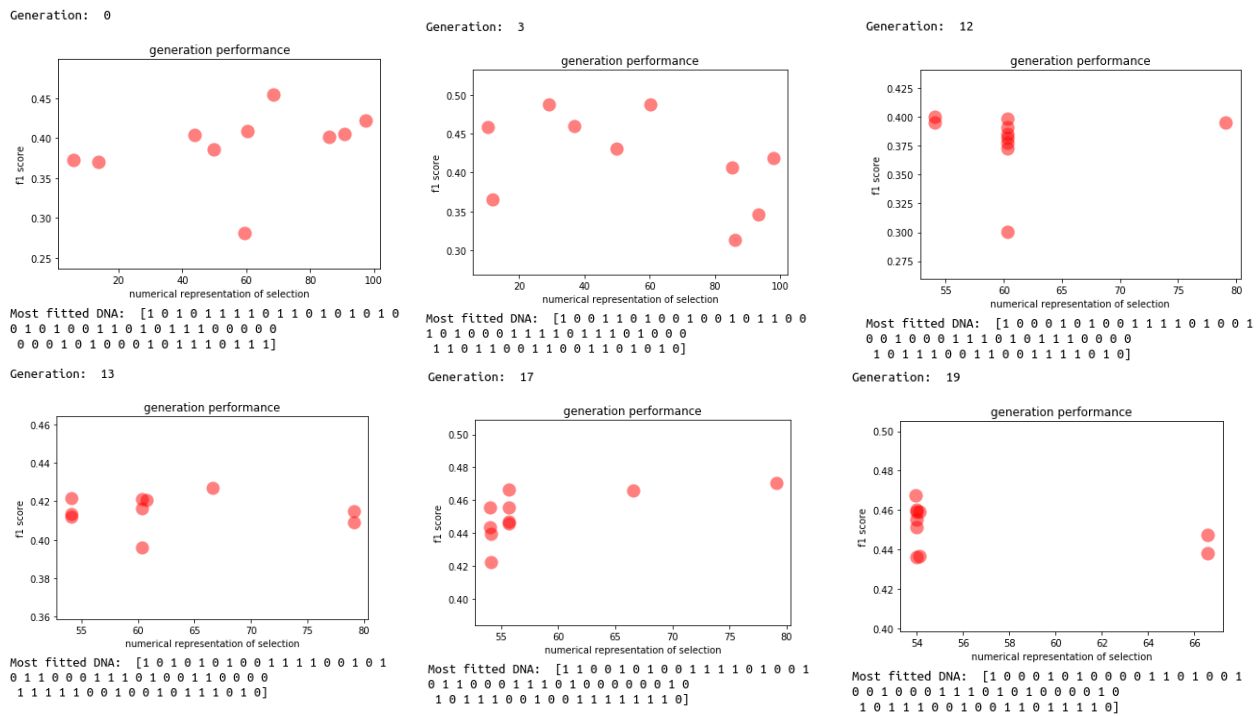 Generation:  0
generation performance
f1 score
0.45
0.40
0.35
0.30
0.25
20 40 60 80 100
numerical representation of selection
Most fitted DNA:  [1 0 1 0 1 1 1 1 0 1 1 0 1 0 1 0 1 0
0 1 0 1 0 0 1 1 0 1 0 1 1 1 0 0 0 0 0
0 0 0 1 0 1 0 0 0 1 0 1 1 1 0 1 1 1]
Generation:  3
generation performance
f1 score
0.50
0.45
0.40
0.35
0.30
20 40 60 80 100
numerical representation of selection
Most fitted DNA:  [1 0 0 1 1 0 1 0 0 1 0 0 1 0 1 1 0 0
1 0 1 0 0 0 1 1 1 1 0 1 1 1 0 1 0 0 0
1 1 0 1 1 0 0 1 1 0 0 1 1 0 1 0 1 0]
Generation:  12
generation performance
f1 score
0.425
0.400
0.375
0.350
0.325
0.300
0.275
55 60 65 70 75 80
numerical representation of selection
Most fitted DNA:  [1 0 0 0 1 0 1 0 0 1 1 1 1 0 1 0 0 1
0 0 1 0 0 0 1 1 1 0 1 0 1 1 1 0 0 0 0
1 0 1 1 1 0 0 1 1 0 0 1 1 1 1 0 1 0]
Generation:  13
generation performance
f1 score
0.46
0.44
0.42
0.40
0.38
0.36
55 60 65 70 75 80
numerical representation of selection
Most fitted DNA:  [1 0 1 0 1 0 1 0 0 1 1 1 1 0 0 1 0 1
0 1 1 0 0 0 1 1 1 0 1 0 0 1 1 0 0 0 0
1 1 1 1 1 0 0 1 0 0 1 0 1 1 1 0 1 0]
Generation:  17
generation performance
f1 score
0.50
0.48
0.46
0.44
0.42
0.40
55 60 65 70 75 80
numerical representation of selection
Most fitted DNA:  [1 1 0 0 1 0 1 0 0 1 1 1 1 0 1 0 0 1
0 1 1 0 0 0 1 1 1 0 1 0 0 0 0 0 0 1 0
1 0 1 1 1 0 0 1 0 0 1 1 1 1 1 1 1 0]
Generation:  19
generation performance
f1 score
0.50
0.48
0.46
0.44
0.42
0.40
54 56 58 60 62 64 66
numerical representation of selection
Most fitted DNA:  [1 0 0 0 1 0 1 0 0 0 0 1 1 0 1 0 0 1
0 0 1 0 0 0 1 1 1 0 1 0 1 0 0 0 0 1 0
1 0 1 1 1 0 0 1 0 0 1 1 0 1 1 1 1 0]